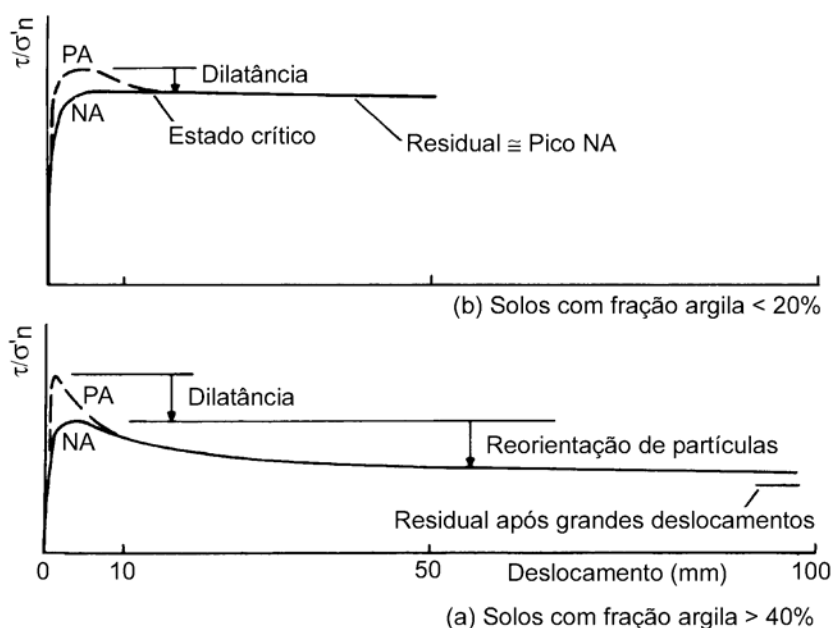 τ/σ'n
PA
Dilatância
NA
Estado crítico
Residual ≅ Pico NA
(b) Solos com fração argila < 20%
τ/σ'n
PA
Dilatância
NA
Reorientação de partículas
Residual após grandes deslocamentos
0 10 50 Deslocamento (mm) 100
(a) Solos com fração argila > 40%